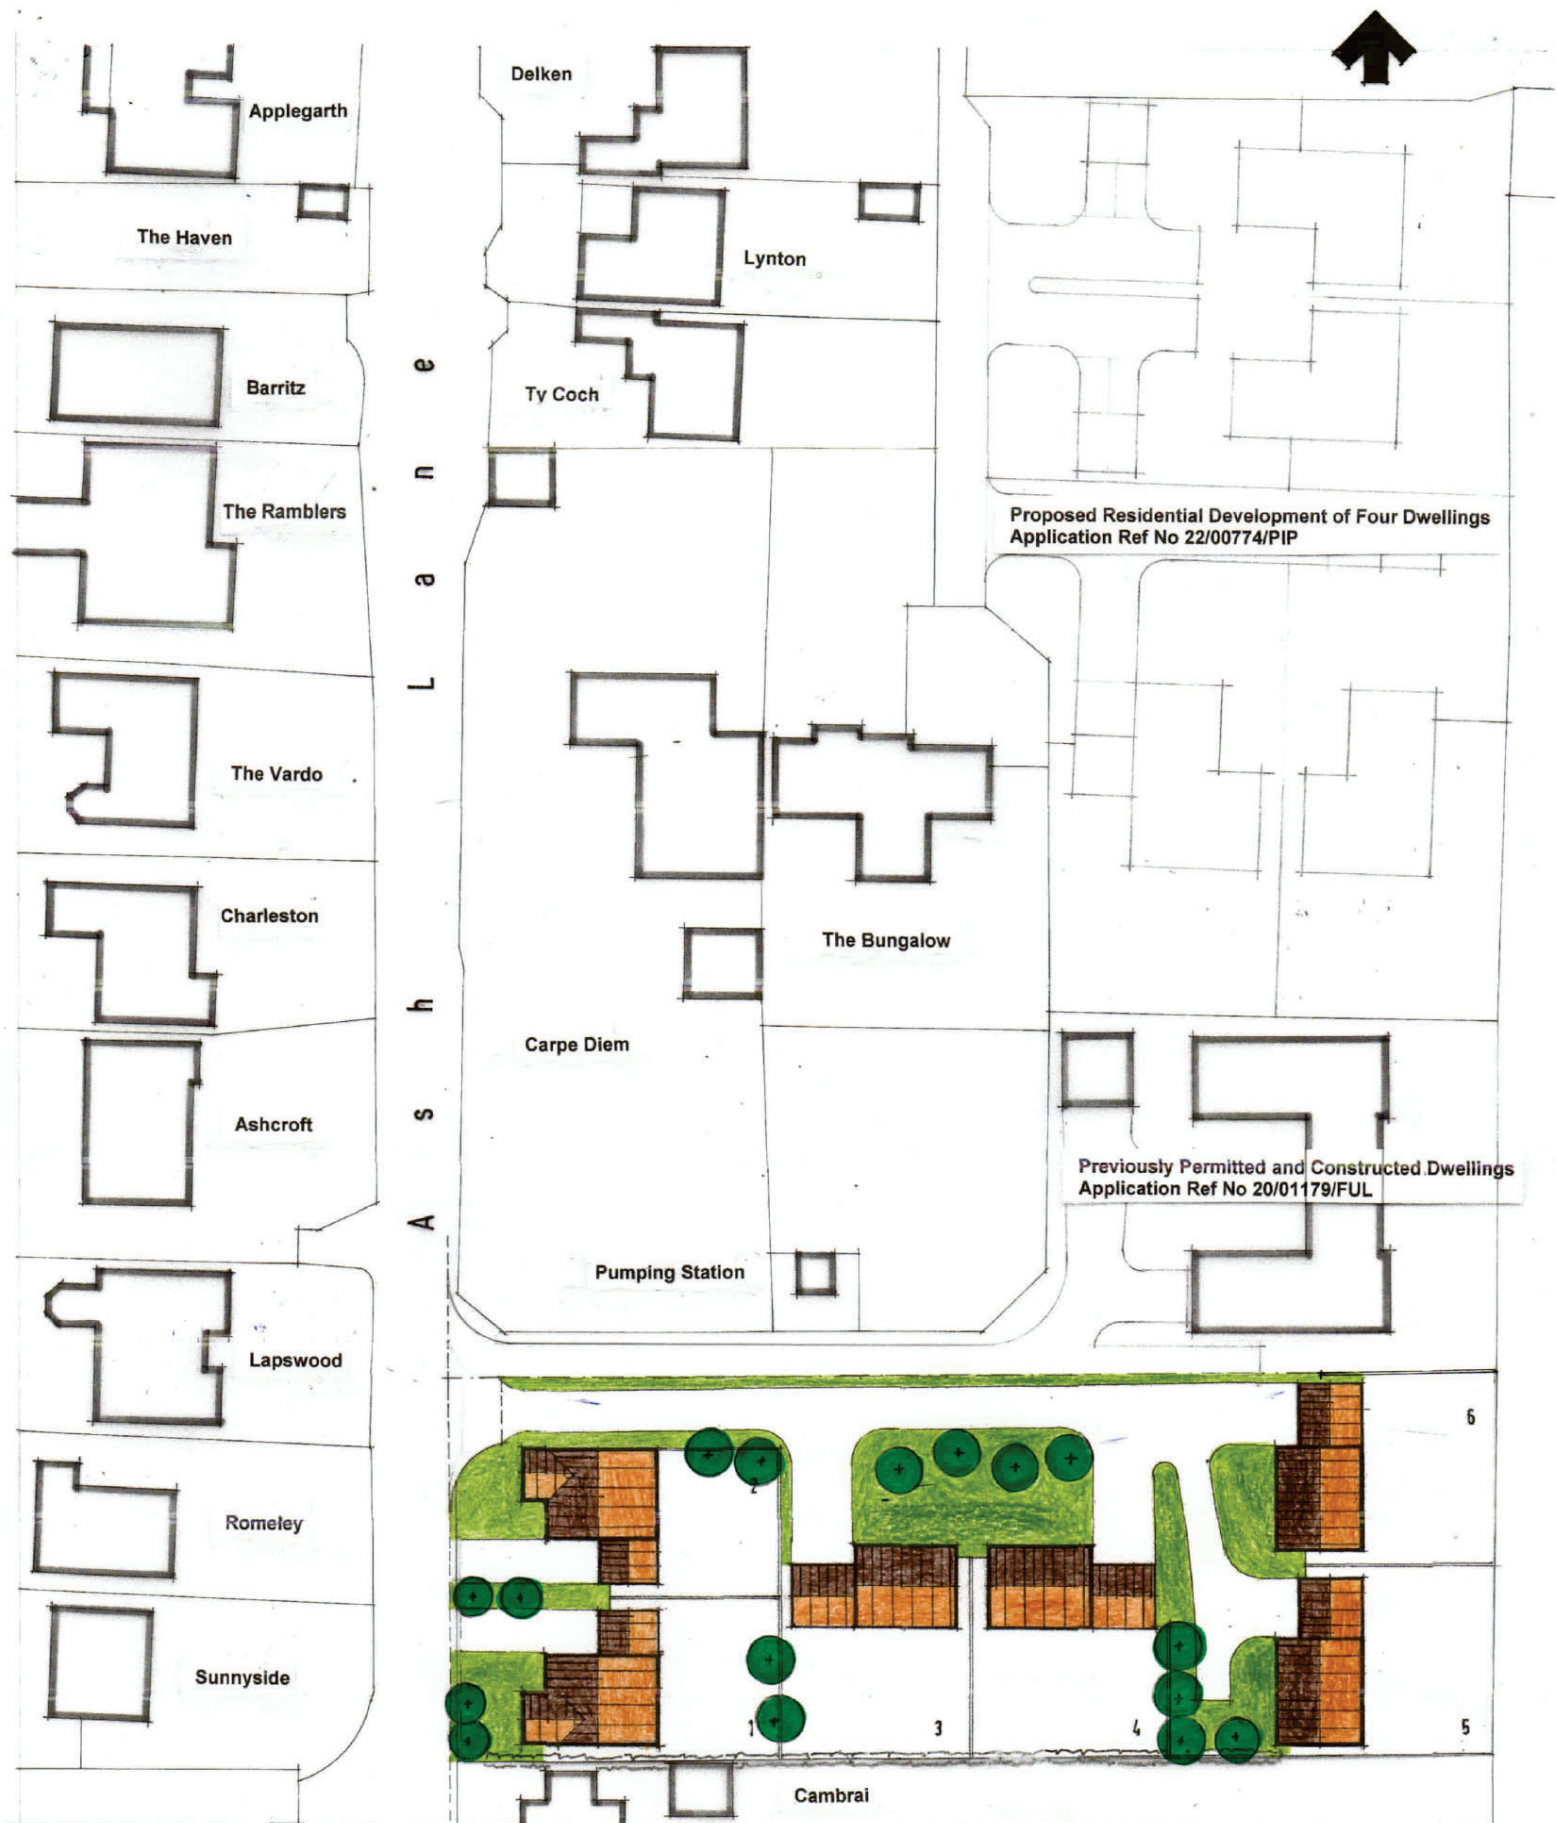 Delken
Applegarth
The Haven
Lynton
Barritz
Ty Coch
The Ramblers
Proposed Residential Development of Four Dwellings
Application Ref No 22/00774/PIP
The Vardo
Charleston
The Bungalow
Carpe Diem
Ashcroft
Ash Lane
Previously Permitted and Constructed Dwellings
Application Ref No 20/01179/FUL
Pumping Station
Lapswood
6
2
Romeley
Sunnyside
1
3
4
5
Cambrai